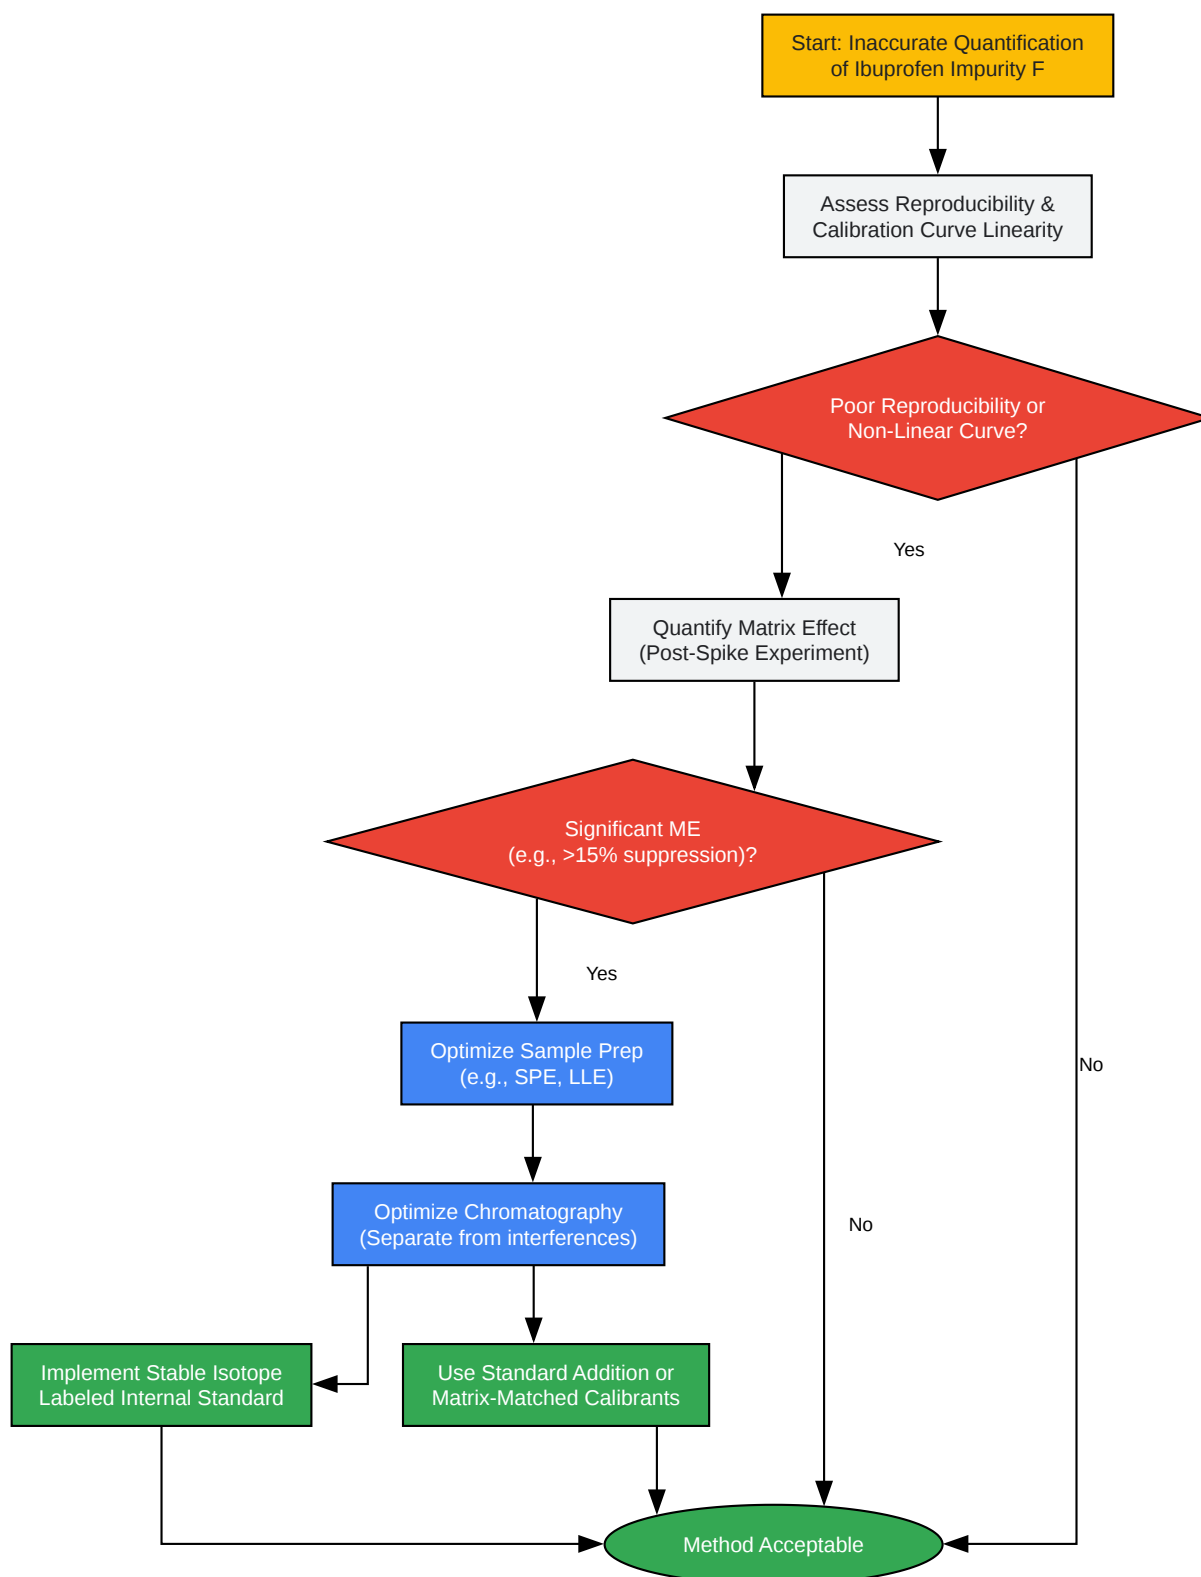 Start: Inaccurate Quantification
of Ibuprofen Impurity F
Assess Reproducibility &
Calibration Curve Linearity
Poor Reproducibility or
Non-Linear Curve?
Yes
Quantify Matrix Effect
(Post-Spike Experiment)
Significant ME
(e.g., >15% suppression)?
Yes
Optimize Sample Prep
(e.g., SPE, LLE)
No
Optimize Chromatography
(Separate from interferences)
No
Implement Stable Isotope
Labeled Internal Standard
Use Standard Addition or
Matrix-Matched Calibrants
Method Acceptable